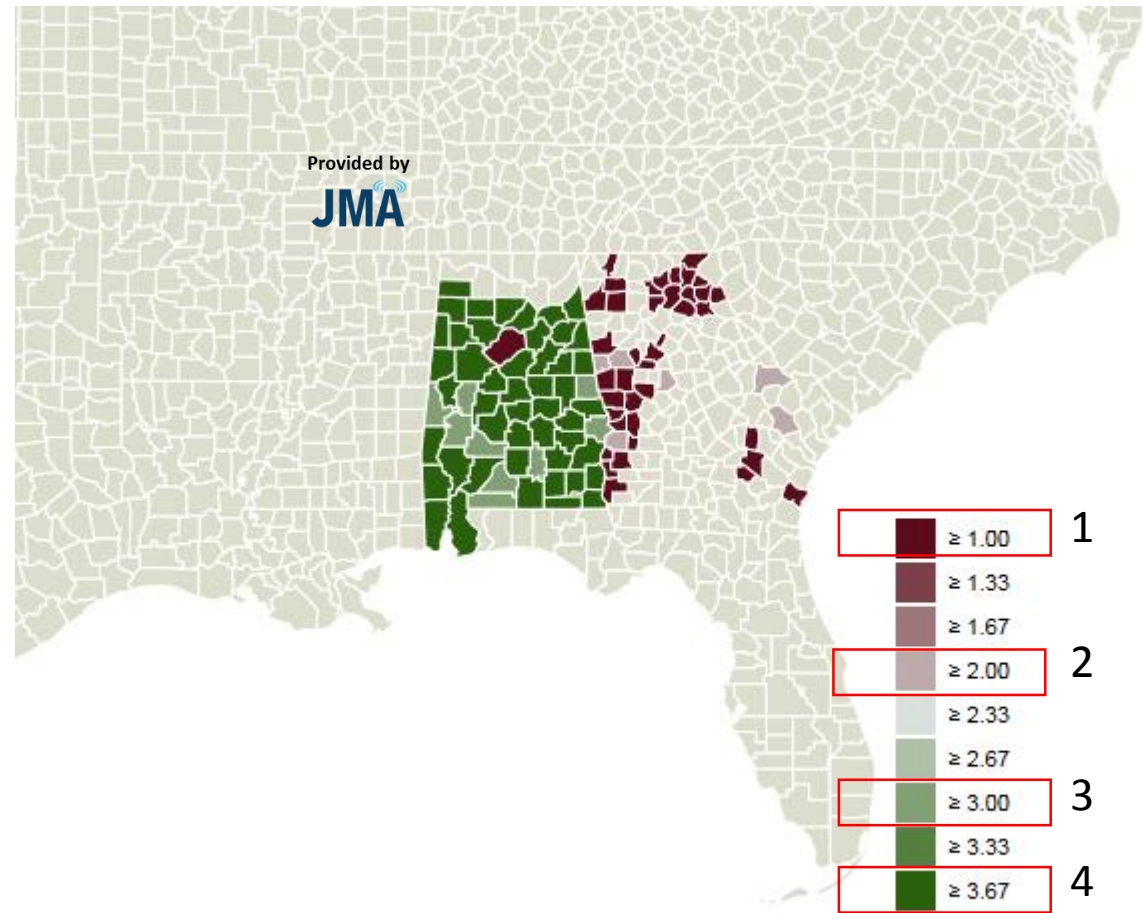 Provided by
JMA
≥ 1.00 1
≥ 1.33
≥ 1.67
≥ 2.00 2
≥ 2.33
≥ 2.67
≥ 3.00 3
≥ 3.33
≥ 3.67 4